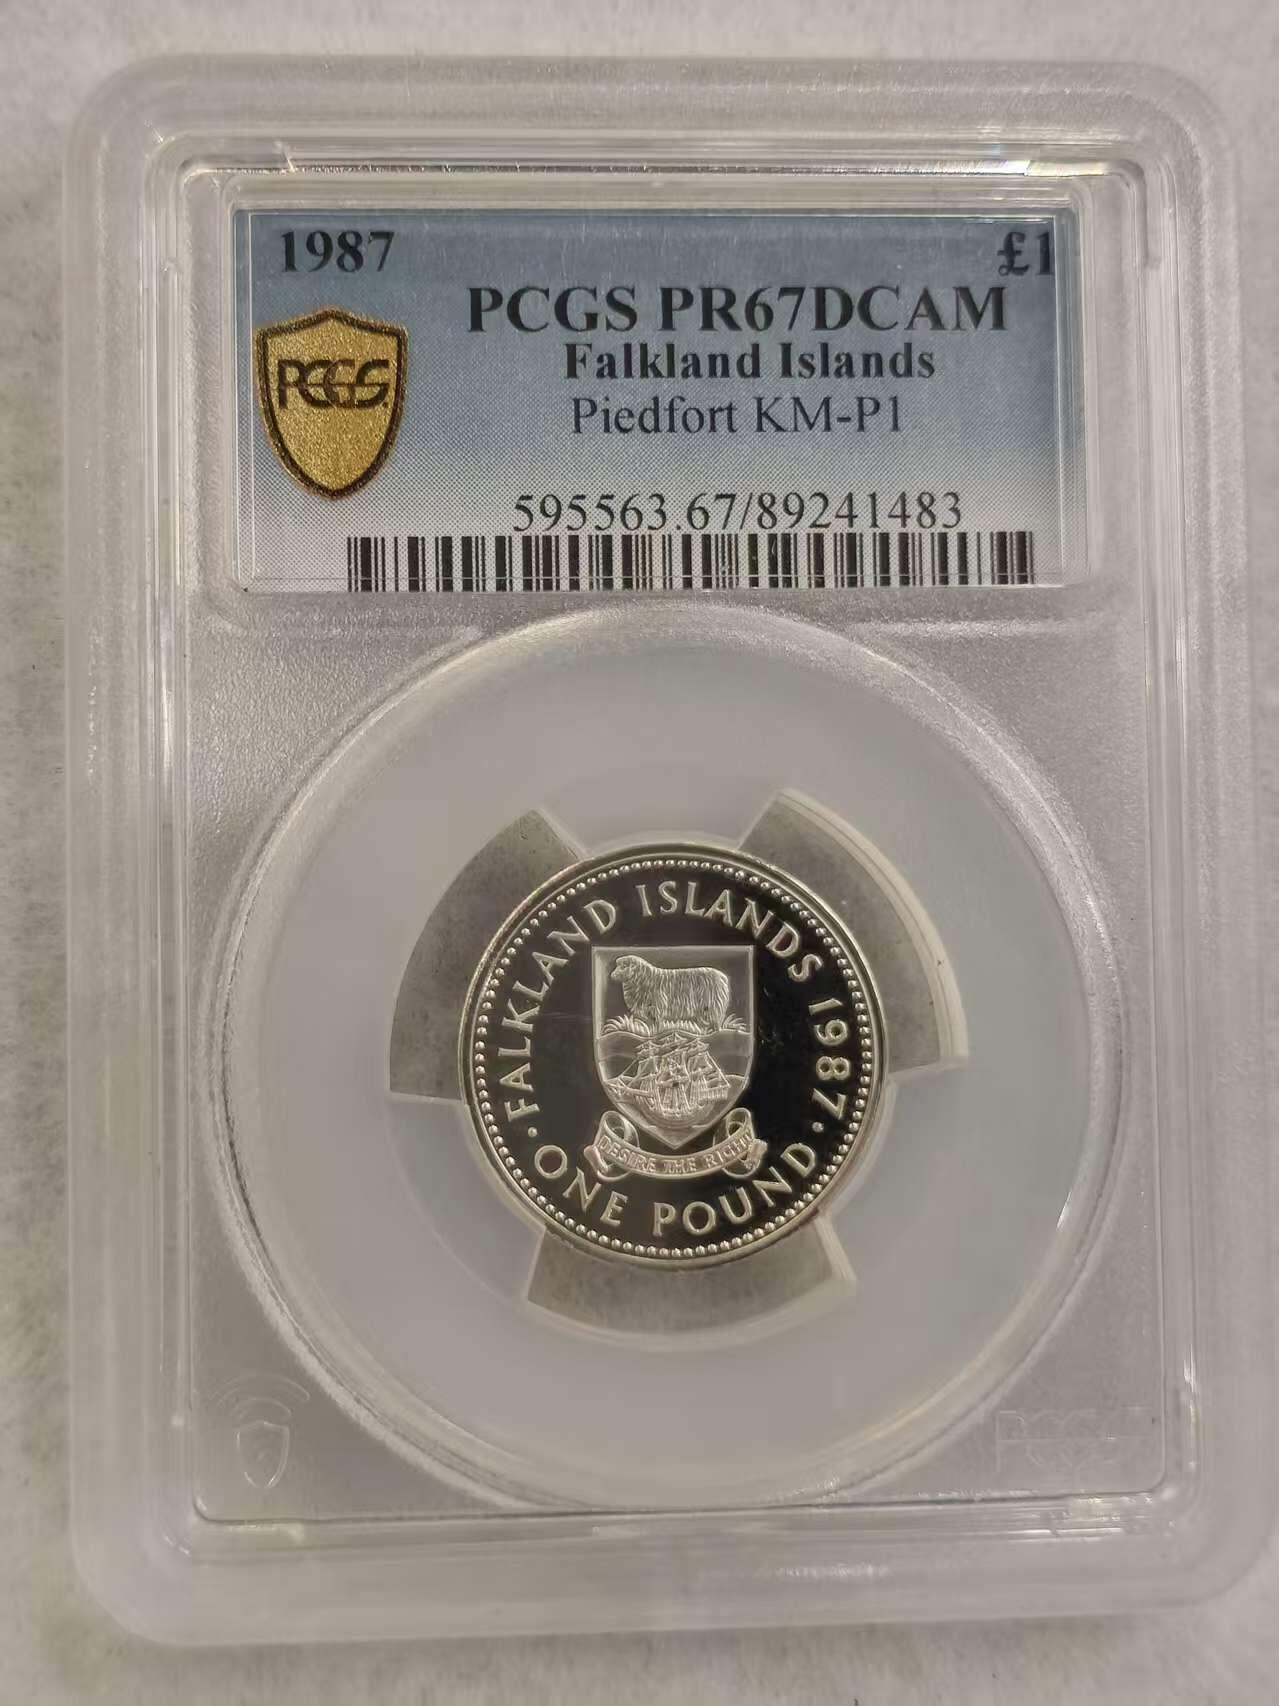 1987 £1
PCGS PR67DCAM
Falkland Islands
PCGS
Piedfort KM-P1
595563.67/89241483
·FALKLAND ISLANDS 1987·
DESIRE THE RIGHT
ONE POUND
PCGS